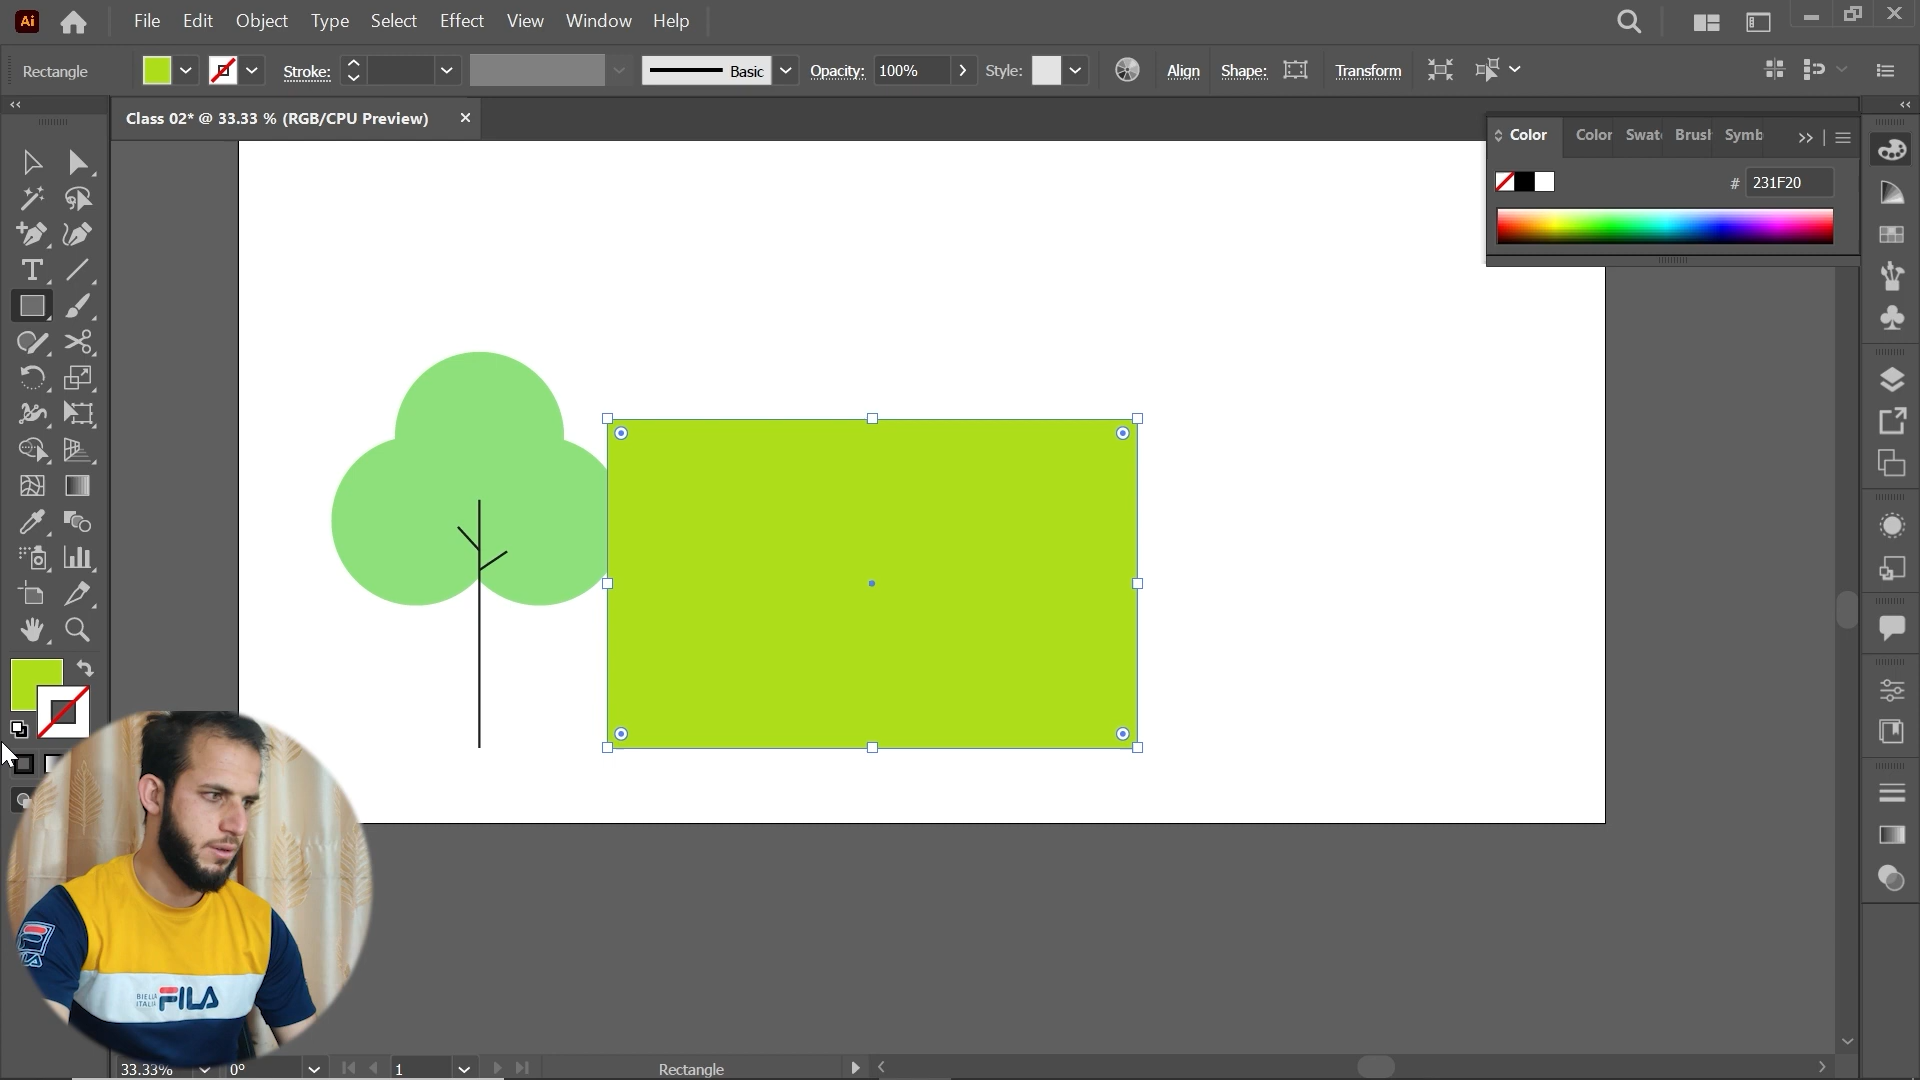 Ai File Edit Object Type Select Effect View Window Help
Rectangle Stroke: Basic Opacity: 100% Style: Align Shape: Transform
Class 02* @ 33.33 % (RGB/CPU Preview)
Color Color Swat Brush Symb
# 231F20
BIELLA
ITALIA
FILA
33.33% 0° 1 Rectangle